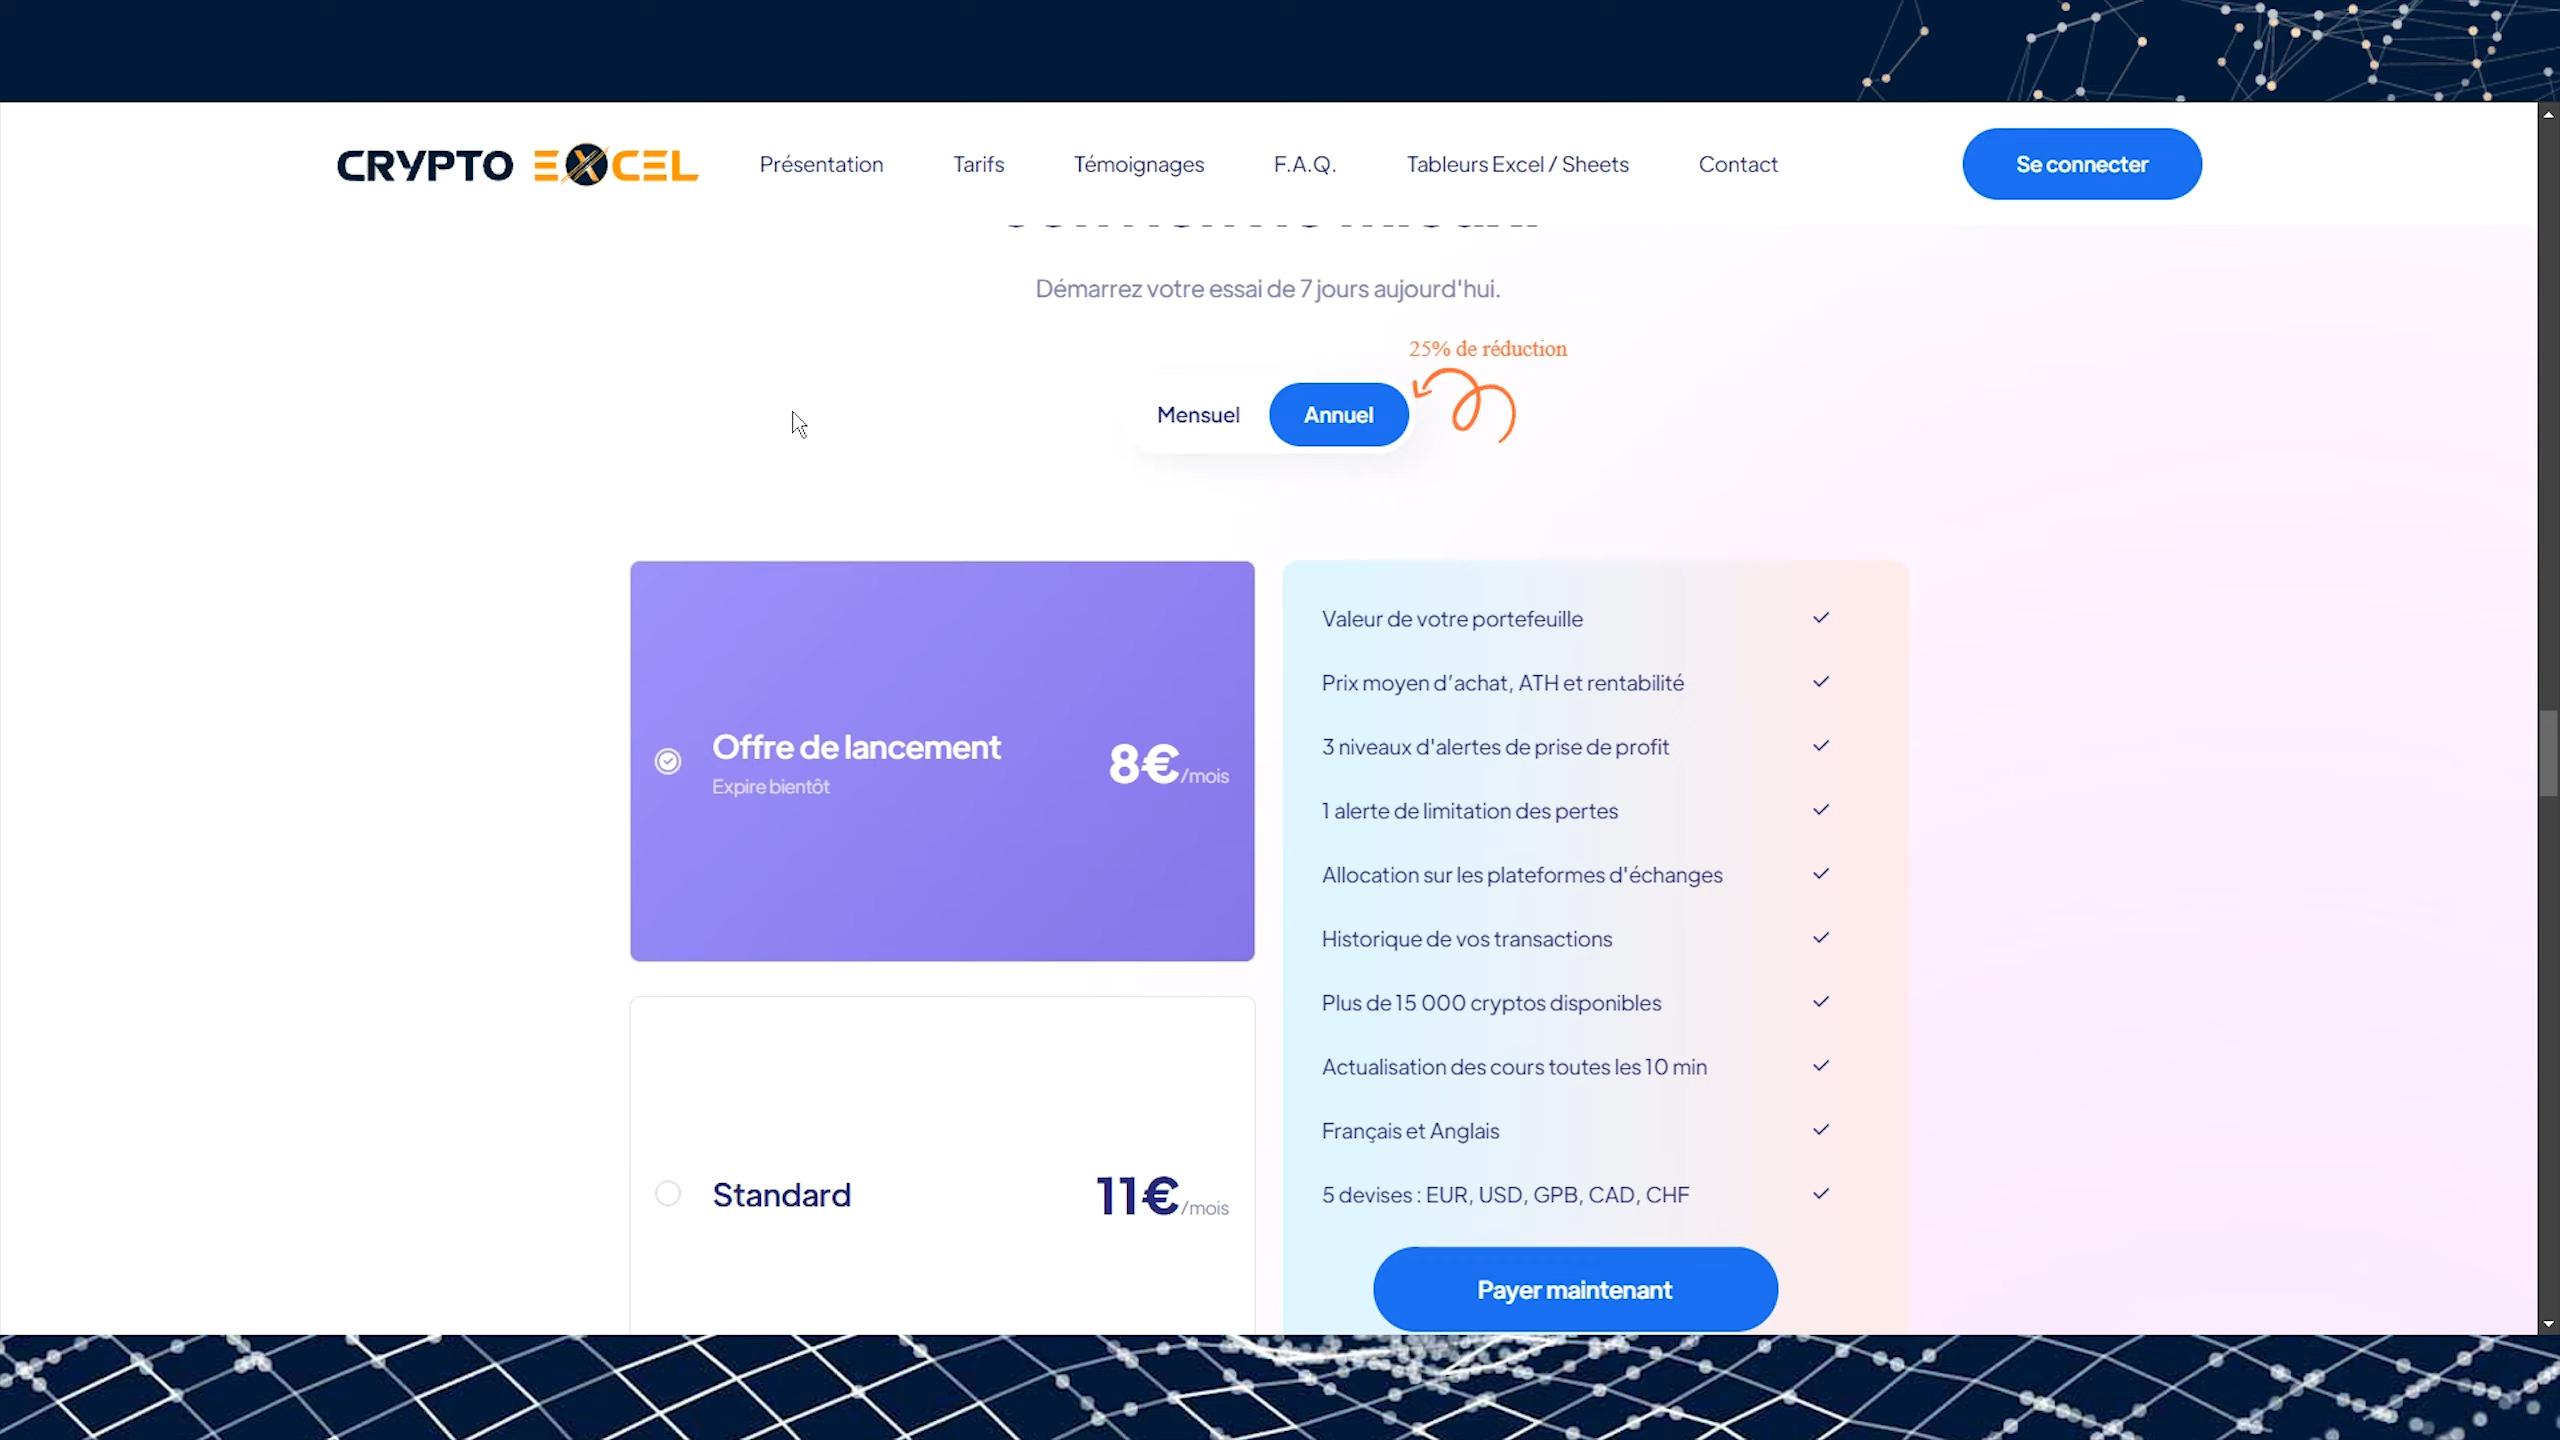 CRYPTO EXCEL
Présentation
Tarifs
Témoignages
F.A.Q.
Tableurs Excel / Sheets
Contact
Se connecter
Démarrez votre essai de 7 jours aujourd'hui.
25% de réduction
Mensuel
Annuel
Offre de lancement
Expire bientôt
8€/mois
Standard
11€/mois
Valeur de votre portefeuille
Prix moyen d’achat, ATH et rentabilité
3 niveaux d'alertes de prise de profit
1 alerte de limitation des pertes
Allocation sur les plateformes d'échanges
Historique de vos transactions
Plus de 15 000 cryptos disponibles
Actualisation des cours toutes les 10 min
Français et Anglais
5 devises : EUR, USD, GPB, CAD, CHF
Payer maintenant